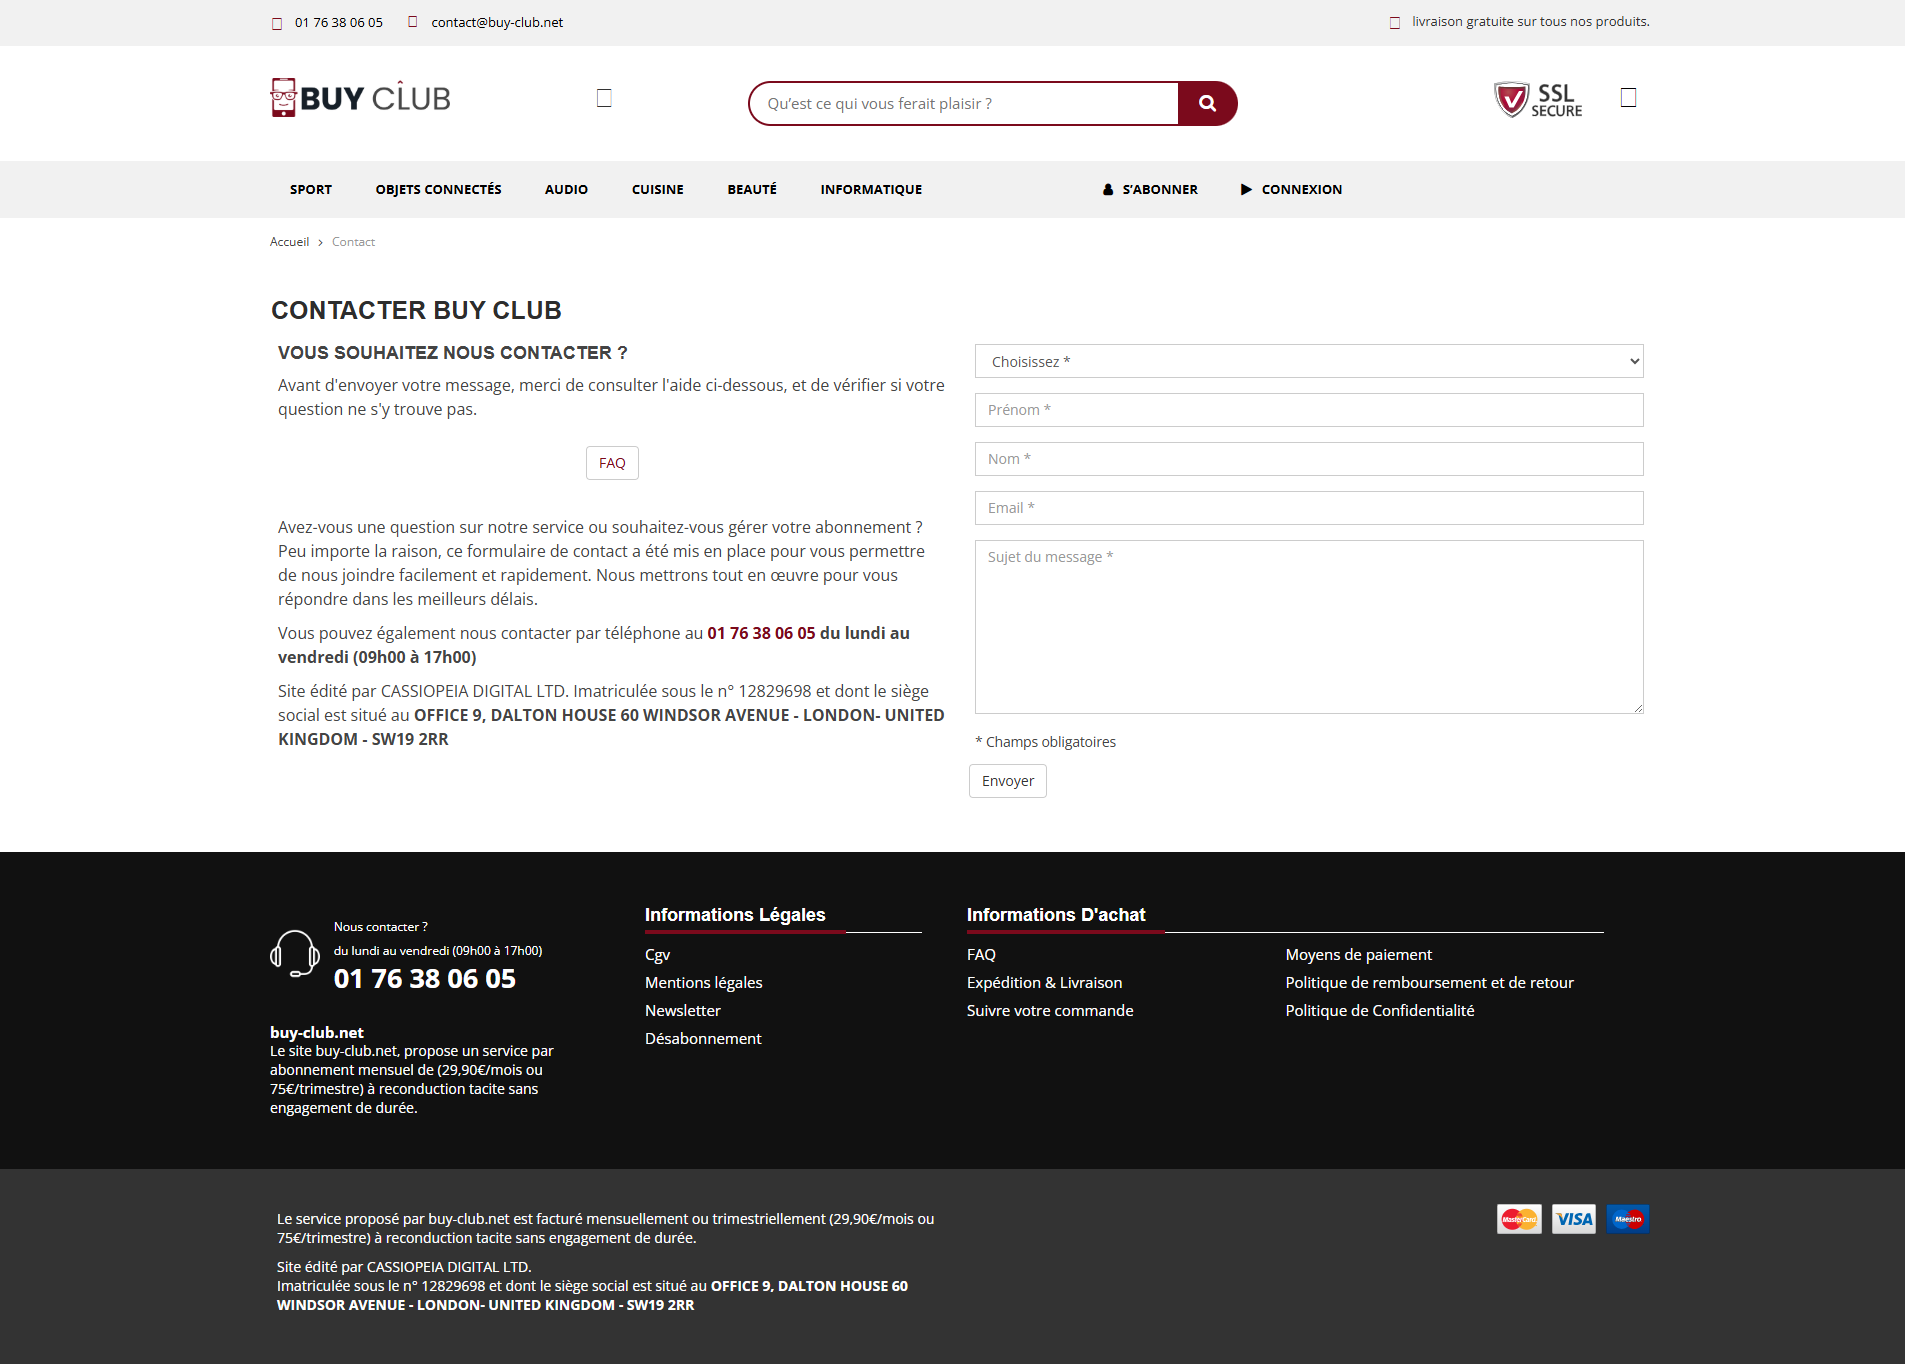 01 76 38 06 05
contact@buy-club.net
livraison gratuite sur tous nos produits.
BUY CLUB
Qu'est ce qui vous ferait plaisir ?
SSL
SECURE
SPORT
OBJETS CONNECTÉS
AUDIO
CUISINE
BEAUTÉ
INFORMATIQUE
S'ABONNER
CONNEXION
Accueil > Contact
CONTACTER BUY CLUB
VOUS SOUHAITEZ NOUS CONTACTER ?
Avant d'envoyer votre message, merci de consulter l'aide ci-dessous, et de vérifier si votre
question ne s'y trouve pas.
FAQ
Avez-vous une question sur notre service ou souhaitez-vous gérer votre abonnement ?
Peu importe la raison, ce formulaire de contact a été mis en place pour vous permettre
de nous joindre facilement et rapidement. Nous mettrons tout en œuvre pour vous
répondre dans les meilleurs délais.
Vous pouvez également nous contacter par téléphone au 01 76 38 06 05 du lundi au
vendredi (09h00 à 17h00)
Site édité par CASSIOPEIA DIGITAL LTD. Imatriculée sous le n° 12829698 et dont le siège
social est situé au OFFICE 9, DALTON HOUSE 60 WINDSOR AVENUE - LONDON- UNITED
KINGDOM - SW19 2RR
Choisissez *
Prénom *
Nom *
Email *
Sujet du message *
* Champs obligatoires
Envoyer
Nous contacter ?
du lundi au vendredi (09h00 à 17h00)
01 76 38 06 05
buy-club.net
Le site buy-club.net, propose un service par
abonnement mensuel de (29,90€/mois ou
75€/trimestre) à reconduction tacite sans
engagement de durée.
Informations Légales
Cgv
Mentions légales
Newsletter
Désabonnement
Informations D'achat
FAQ
Expédition & Livraison
Suivre votre commande
Moyens de paiement
Politique de remboursement et de retour
Politique de Confidentialité
Le service proposé par buy-club.net est facturé mensuellement ou trimestriellement (29,90€/mois ou
75€/trimestre) à reconduction tacite sans engagement de durée.
Site édité par CASSIOPEIA DIGITAL LTD.
Imatriculée sous le n° 12829698 et dont le siège social est situé au OFFICE 9, DALTON HOUSE 60
WINDSOR AVENUE - LONDON- UNITED KINGDOM - SW19 2RR
MasterCard
VISA
Maestro